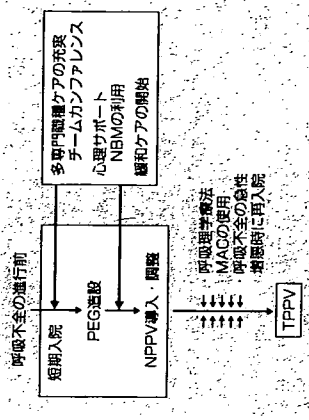 呼吸不全の進行前
短期入院
PEG造設
NPPV導入・調整
多専門職種ケアの充実
チームカンファレンス
心理サポート
NBMの利用
緩和ケアの開始
呼吸理学療法
MACの使用
呼吸不全の急性
増悪時に再入院
TPPV